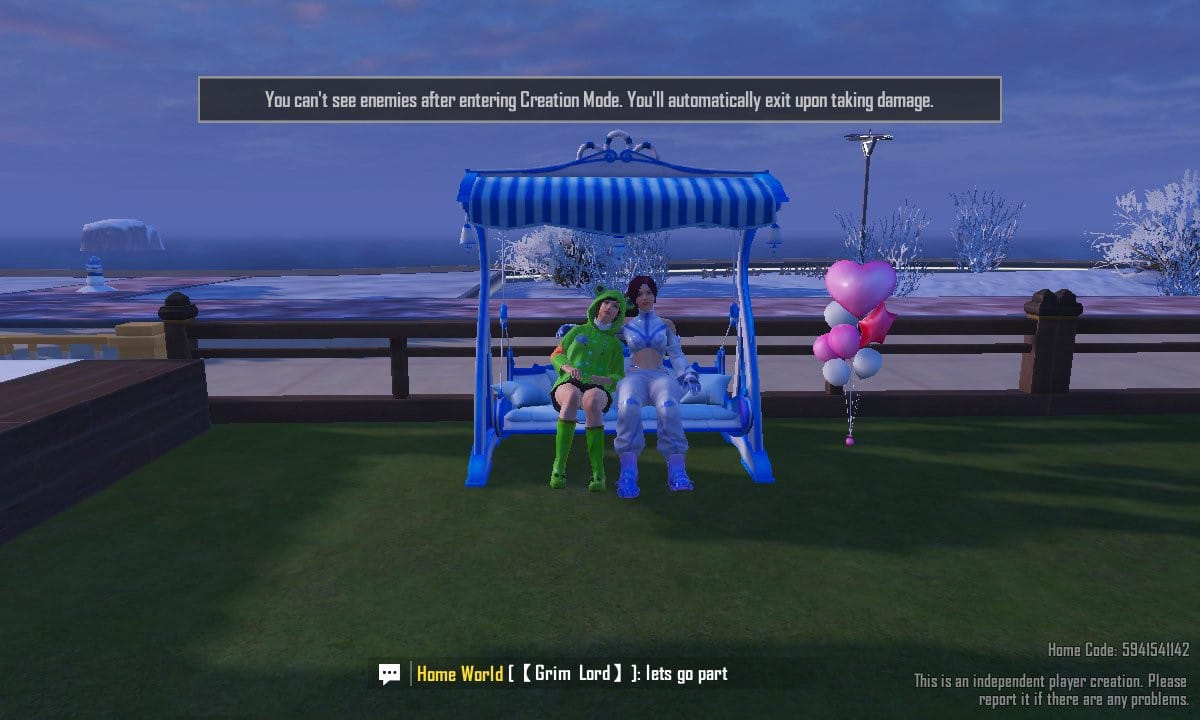 You can't see enemies after entering Creation Mode. You'll automatically exit upon taking damage.
Home World [【Grim Lord】]: lets go part
Home Code: 5941541142
This is an independent player creation. Please
report it if there are any problems.